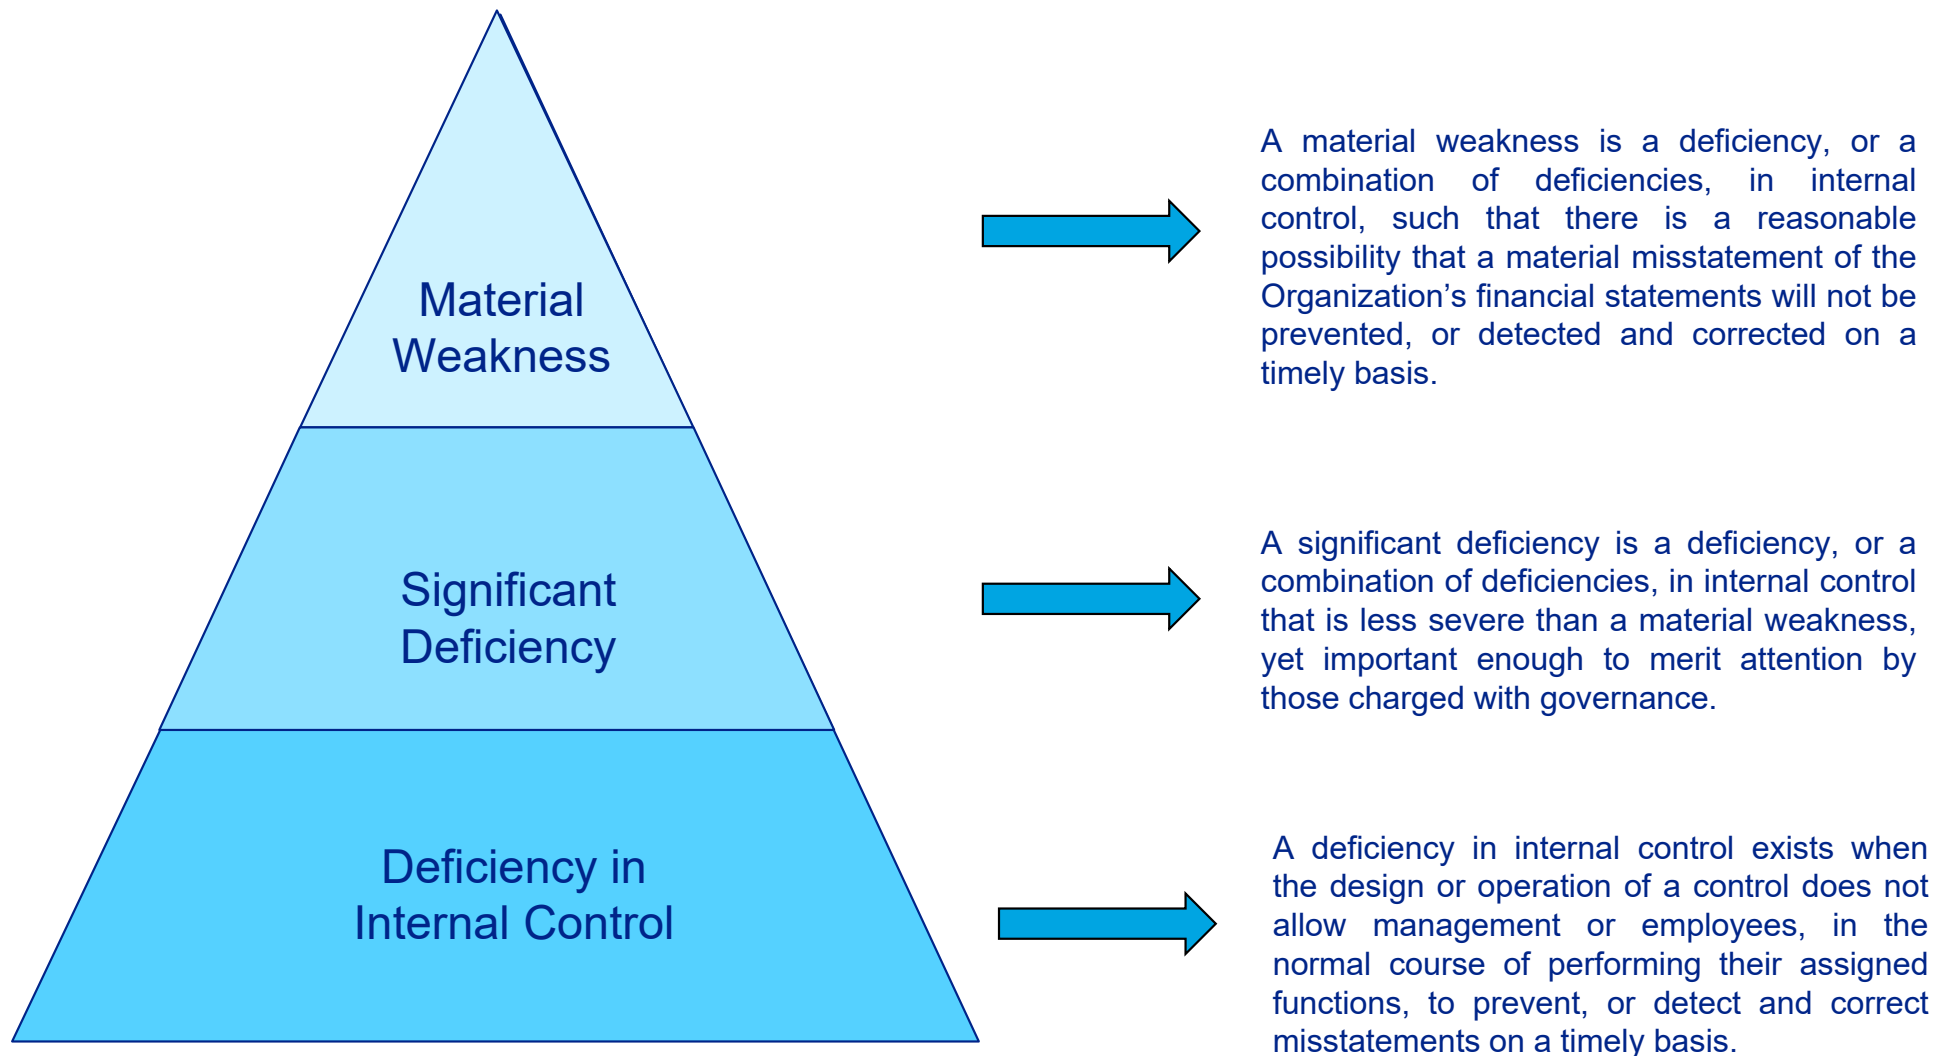 Material
Weakness
A material weakness is a deficiency, or a
combination of deficiencies, in internal
control, such that there is a reasonable
possibility that a material misstatement of the
Organization’s financial statements will not be
prevented, or detected and corrected on a
timely basis.
Significant
Deficiency
A significant deficiency is a deficiency, or a
combination of deficiencies, in internal control
that is less severe than a material weakness,
yet important enough to merit attention by
those charged with governance.
Deficiency in
Internal Control
A deficiency in internal control exists when
the design or operation of a control does not
allow management or employees, in the
normal course of performing their assigned
functions, to prevent, or detect and correct
misstatements on a timely basis.